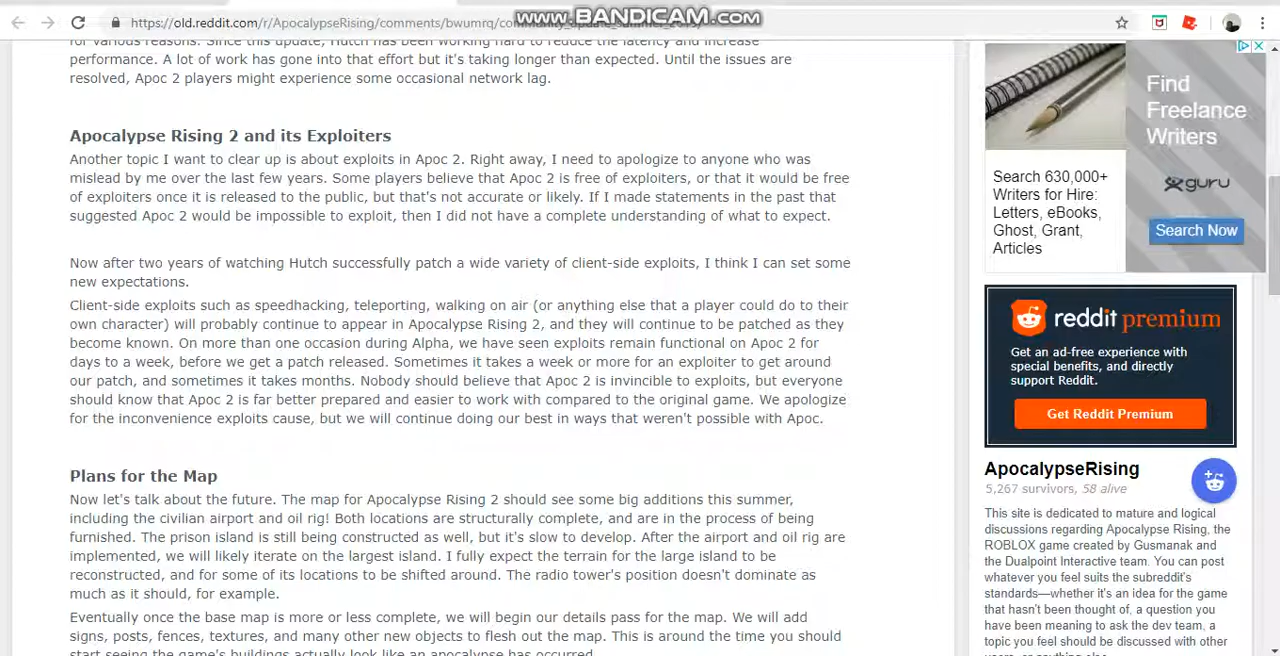 www.BANDICAM.com
https://old.reddit.com/r/ApocalypseRising/comments/bwumrq/
for various reasons. Since this update, Hutch has been working hard to reduce the latency and increase
performance. A lot of work has gone into that effort but it's taking longer than expected. Until the issues are
resolved, Apoc 2 players might experience some occasional network lag.
Apocalypse Rising 2 and its Exploiters
Another topic I want to clear up is about exploits in Apoc 2. Right away, I need to apologize to anyone who was
mislead by me over the last few years. Some players believe that Apoc 2 is free of exploiters, or that it would be free
of exploiters once it is released to the public, but that's not accurate or likely. If I made statements in the past that
suggested Apoc 2 would be impossible to exploit, then I did not have a complete understanding of what to expect.
Now after two years of watching Hutch successfully patch a wide variety of client-side exploits, I think I can set some
new expectations.
Client-side exploits such as speedhacking, teleporting, walking on air (or anything else that a player could do to their
own character) will probably continue to appear in Apocalypse Rising 2, and they will continue to be patched as they
become known. On more than one occasion during Alpha, we have seen exploits remain functional on Apoc 2 for
days to a week, before we get a patch released. Sometimes it takes a week or more for an exploiter to get around
our patch, and sometimes it takes months. Nobody should believe that Apoc 2 is invincible to exploits, but everyone
should know that Apoc 2 is far better prepared and easier to work with compared to the original game. We apologize
for the inconvenience exploits cause, but we will continue doing our best in ways that weren't possible with Apoc.
Plans for the Map
Now let's talk about the future. The map for Apocalypse Rising 2 should see some big additions this summer,
including the civilian airport and oil rig! Both locations are structurally complete, and are in the process of being
furnished. The prison island is still being constructed as well, but it's slow to develop. After the airport and oil rig are
implemented, we will likely iterate on the largest island. I fully expect the terrain for the large island to be
reconstructed, and for some of its locations to be shifted around. The radio tower's position doesn't dominate as
much as it should, for example.
Eventually once the base map is more or less complete, we will begin our details pass for the map. We will add
signs, posts, fences, textures, and many other new objects to flesh out the map. This is around the time you should
start seeing the game's buildings actually look like an apocalypse has occurred.
Find
Freelance
Writers
Search 630,000+
Writers for Hire:
Letters, eBooks,
Ghost, Grant,
Articles
guru
Search Now
reddit premium
Get an ad-free experience with
special benefits, and directly
support Reddit.
Get Reddit Premium
ApocalypseRising
5,267 survivors, 58 alive
This site is dedicated to mature and logical
discussions regarding Apocalypse Rising, the
ROBLOX game created by Gusmanak and
the Dualpoint Interactive team. You can post
whatever you feel suits the subreddit's
standards—whether it's an idea for the game
that hasn't been thought of, a question you
have been meaning to ask the dev team, a
topic you feel should be discussed with other
users, or anything else